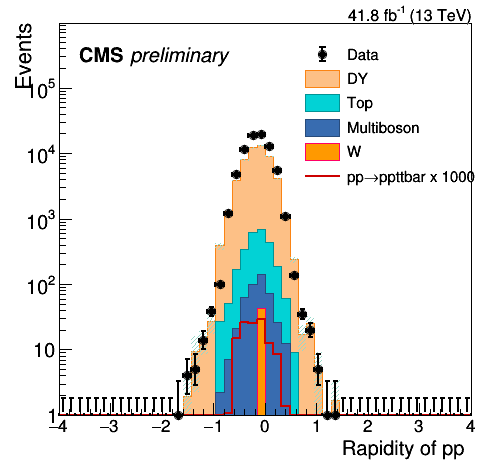 41.8 fb⁻¹ (13 TeV)
Events
CMS preliminary
Data
DY
Top
Multiboson
W
pp→ppttbar x 1000
10⁵
10⁴
10³
10²
10
1
−4 −3 −2 −1 0 1 2 3 4
Rapidity of pp